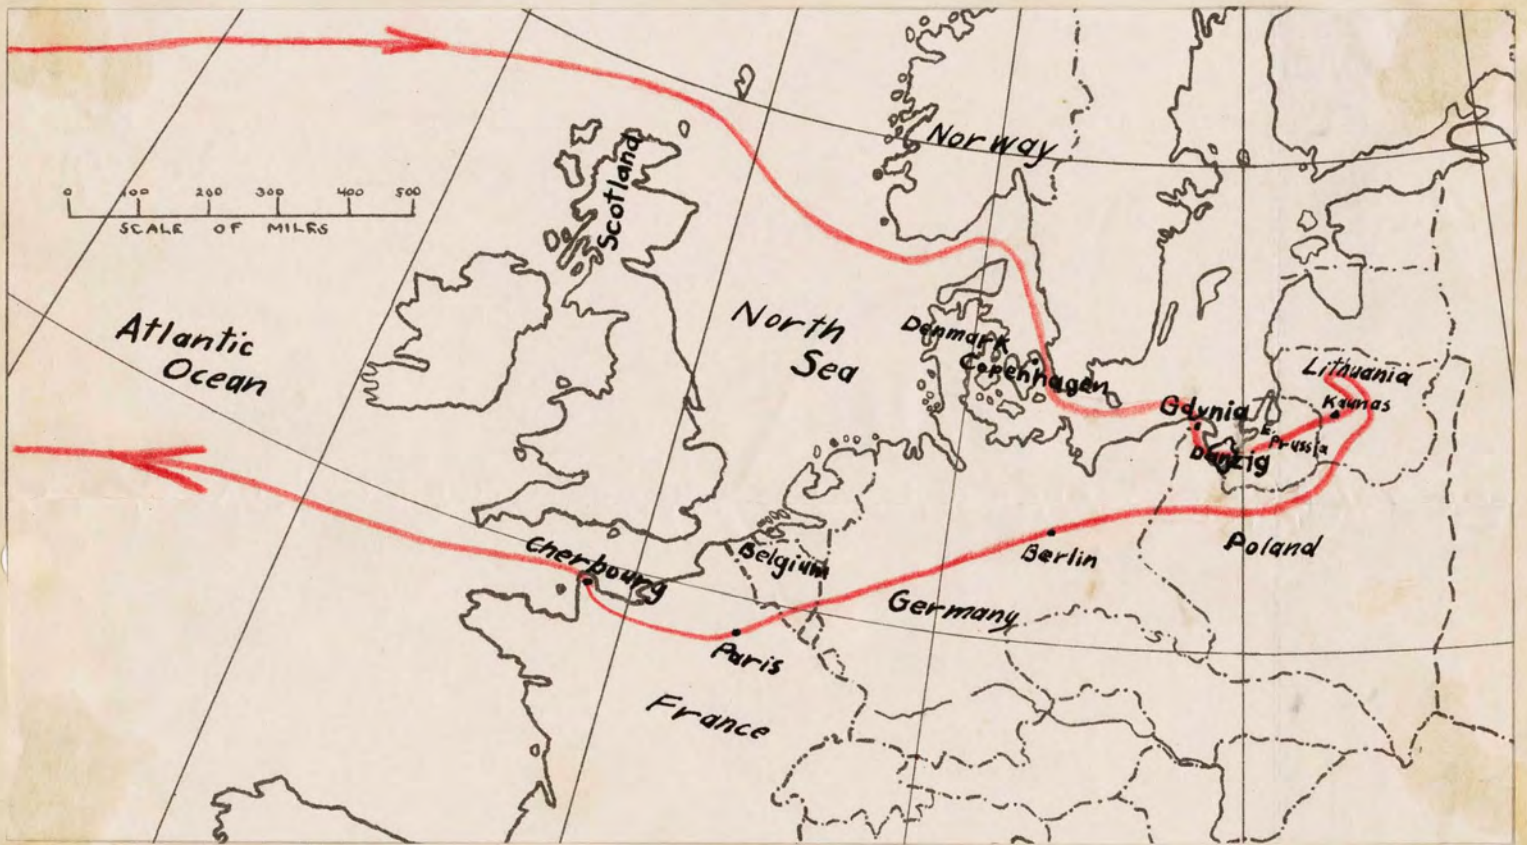 Norway
Scotland
0 100 200 300 400 500
SCALE OF MILES
Atlantic
Ocean
North
Sea
Denmark
Copenhagen
Lithuania
Kaunas
Gdynia
E.
Prussia
Danzig
Cherbourg
Belgium
Berlin
Poland
Germany
Paris
France